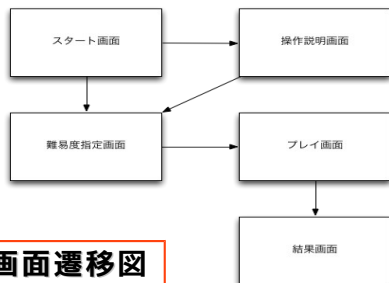 スタート画面
操作説明画面
難易度指定画面
プレイ画面
結果画面
画面遷移図